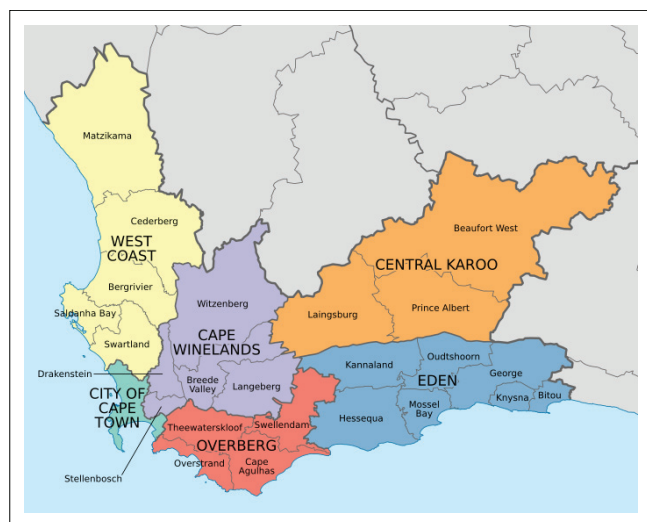 Matzikama
Cederberg
WEST
COAST
Bergrivier
Saldanha Bay
Swartland
Drakenstein
CITY OF
CAPE
TOWN
Stellenbosch
Witzenberg
CAPE
WINELANDS
Breede
Valley
Langeberg
Theewaterskloof
Swellendam
OVERBERG
Overstrand
Cape
Agulhas
Beaufort West
CENTRAL KAROO
Laingsburg
Prince Albert
Kannaland
Oudtshoorn
George
EDEN
Hessequa
Mossel
Bay
Knysna
Bitou